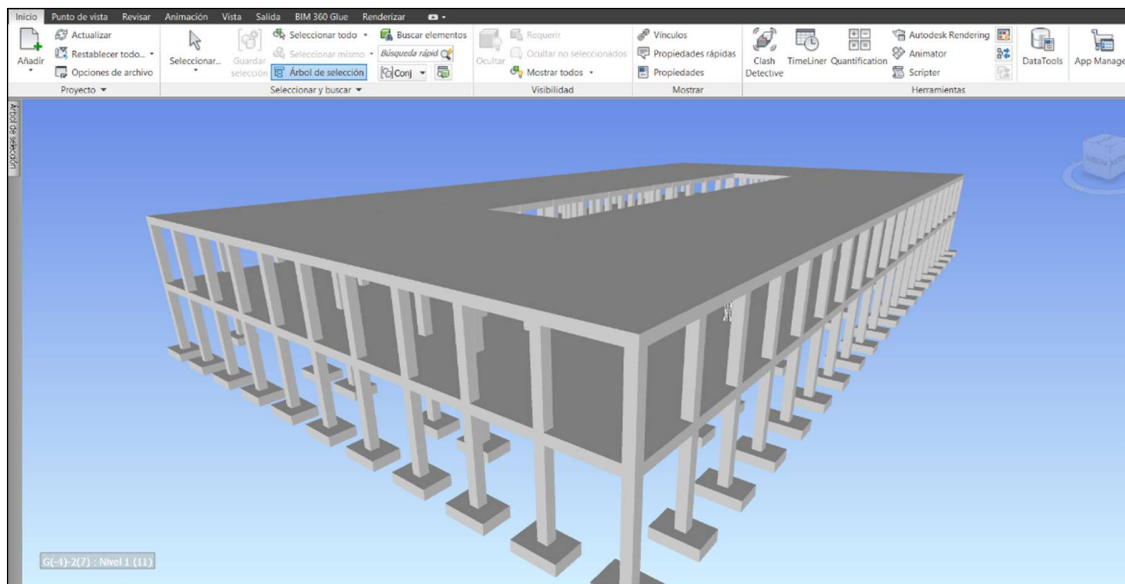 Inicio Punto de vista Revisar Animación Vista Salida BIM 360 Glue Renderizar
Añadir
Actualizar
Restablecer todo...
Opciones de archivo
Proyecto
Seleccionar...
Guardar selección
Seleccionar todo
Seleccionar mismo
Árbol de selección
Buscar elementos
Búsqueda rápid
Conj
Seleccionar y buscar
Ocultar
Requerir
Ocultar no seleccionados
Mostrar todos
Visibilidad
Vínculos
Propiedades rápidas
Propiedades
Mostrar
Clash Detective
TimeLiner
Quantification
Autodesk Rendering
Animator
Scripter
Herramientas
DataTools
App Manage
Árbol de selección
G(-4)-2(7) : Nivel 1 (11)